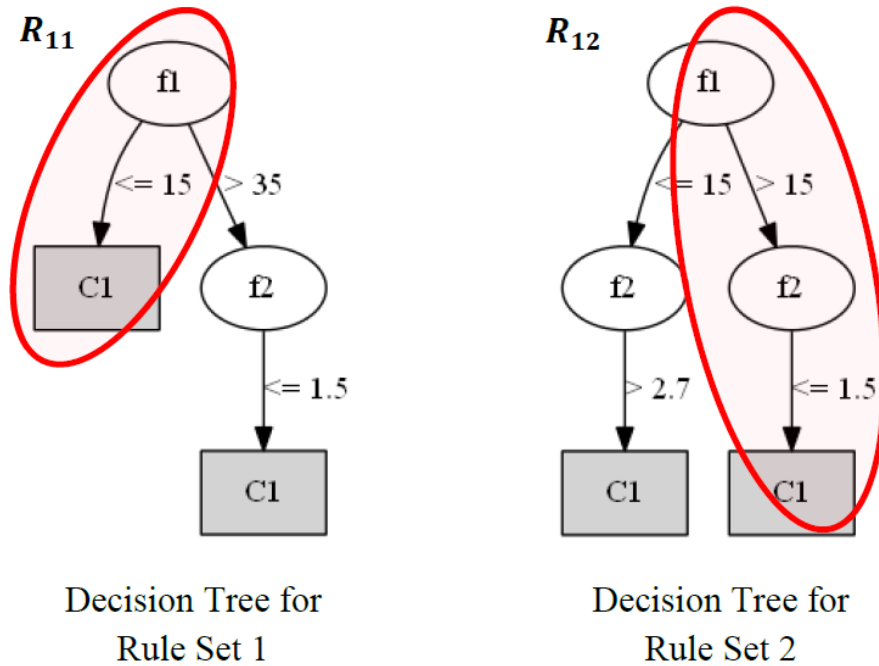 R₁₁
f1
<= 15
> 35
C1
f2
<= 1.5
C1
Decision Tree for
Rule Set 1
R₁₂
f1
<= 15
> 15
f2
f2
> 2.7
<= 1.5
C1
C1
Decision Tree for
Rule Set 2